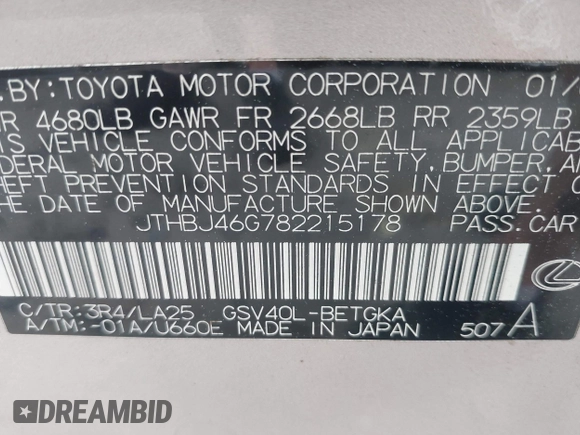 .BY: TOYOTA MOTOR CORPORATION 01/
R 4680LB GAWR FR 2668LB RR 2359LB
IS VEHICLE CONFORMS TO ALL APPLICAB
DERAL MOTOR VEHICLE SAFETY, BUMPER, A
HEFT PREVENTION STANDARDS IN EFFECT
THE DATE OF MANUFACTURE SHOWN ABOVE.
JTHBJ46G782215178 PASS.CAR
C/TR:3R4/LA25 GSV40L-BETGKA
A/TM:-01A/U660E MADE IN JAPAN 507A
DREAMBID